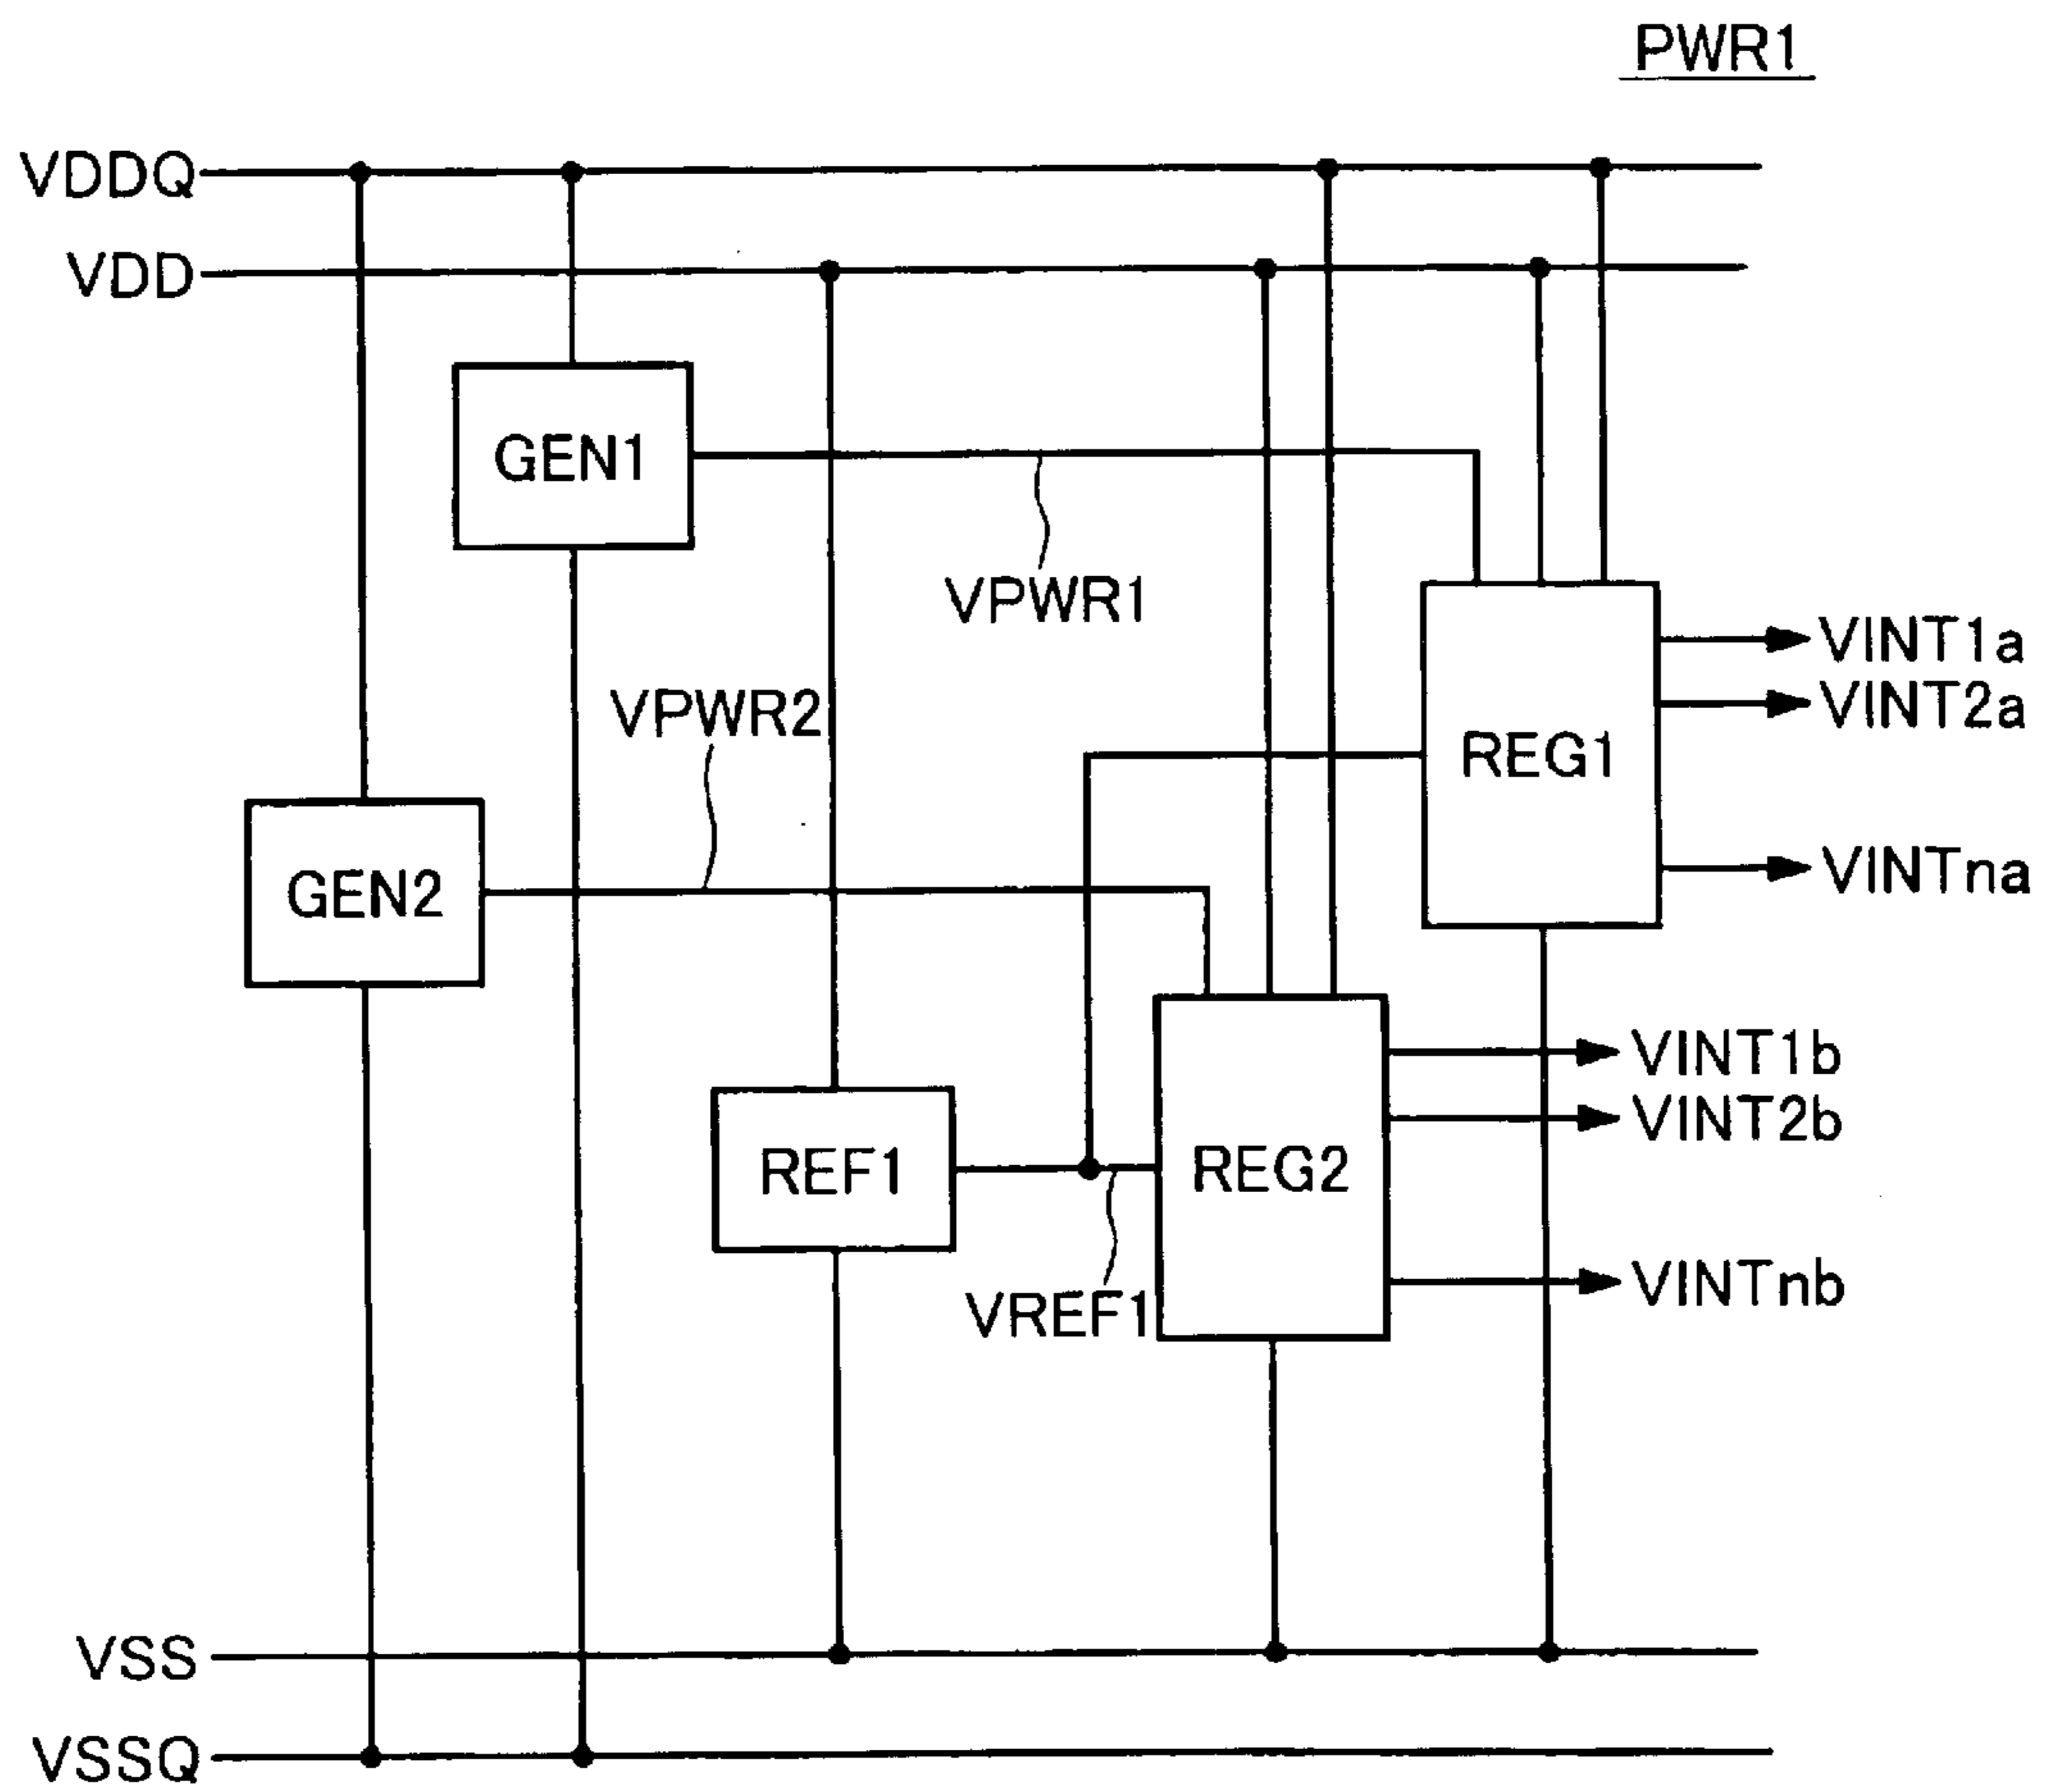 PWR1
VDDQ
VDD
GEN1
VPWR1
VINT1a
VPWR2
VINT2a
REG1
GEN2
VINTna
VINT1b
VINT2b
REF1
REG2
VINTnb
VREF1
VSS
VSSQ